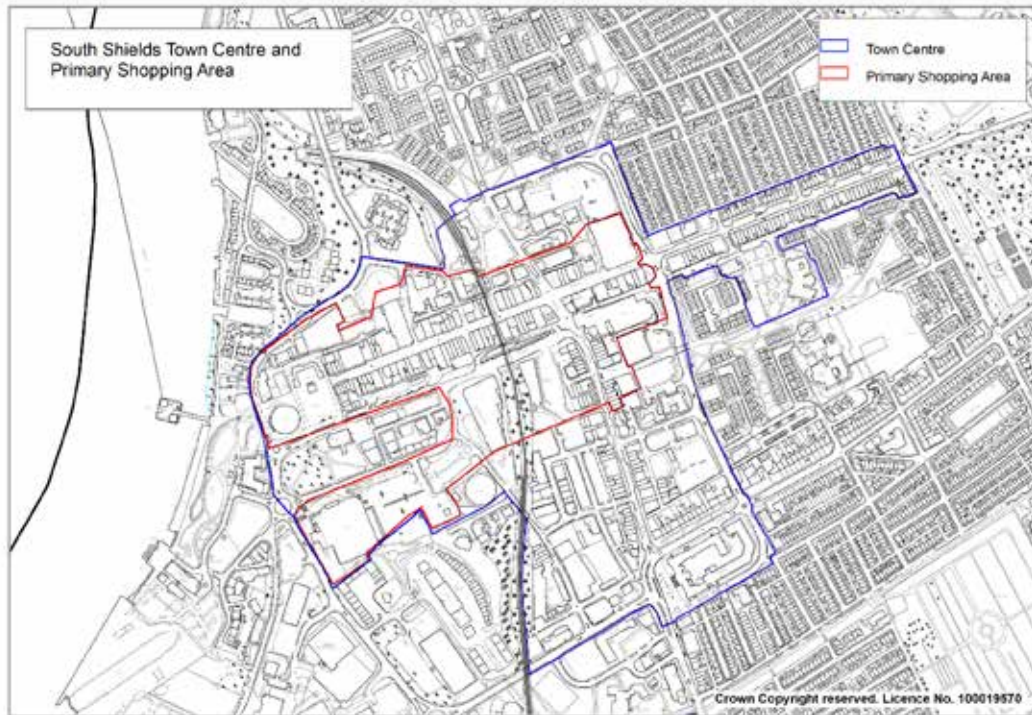 South Shields Town Centre and
Primary Shopping Area
Town Centre
Primary Shopping Area
Crown Copyright reserved. Licence No. 100019570